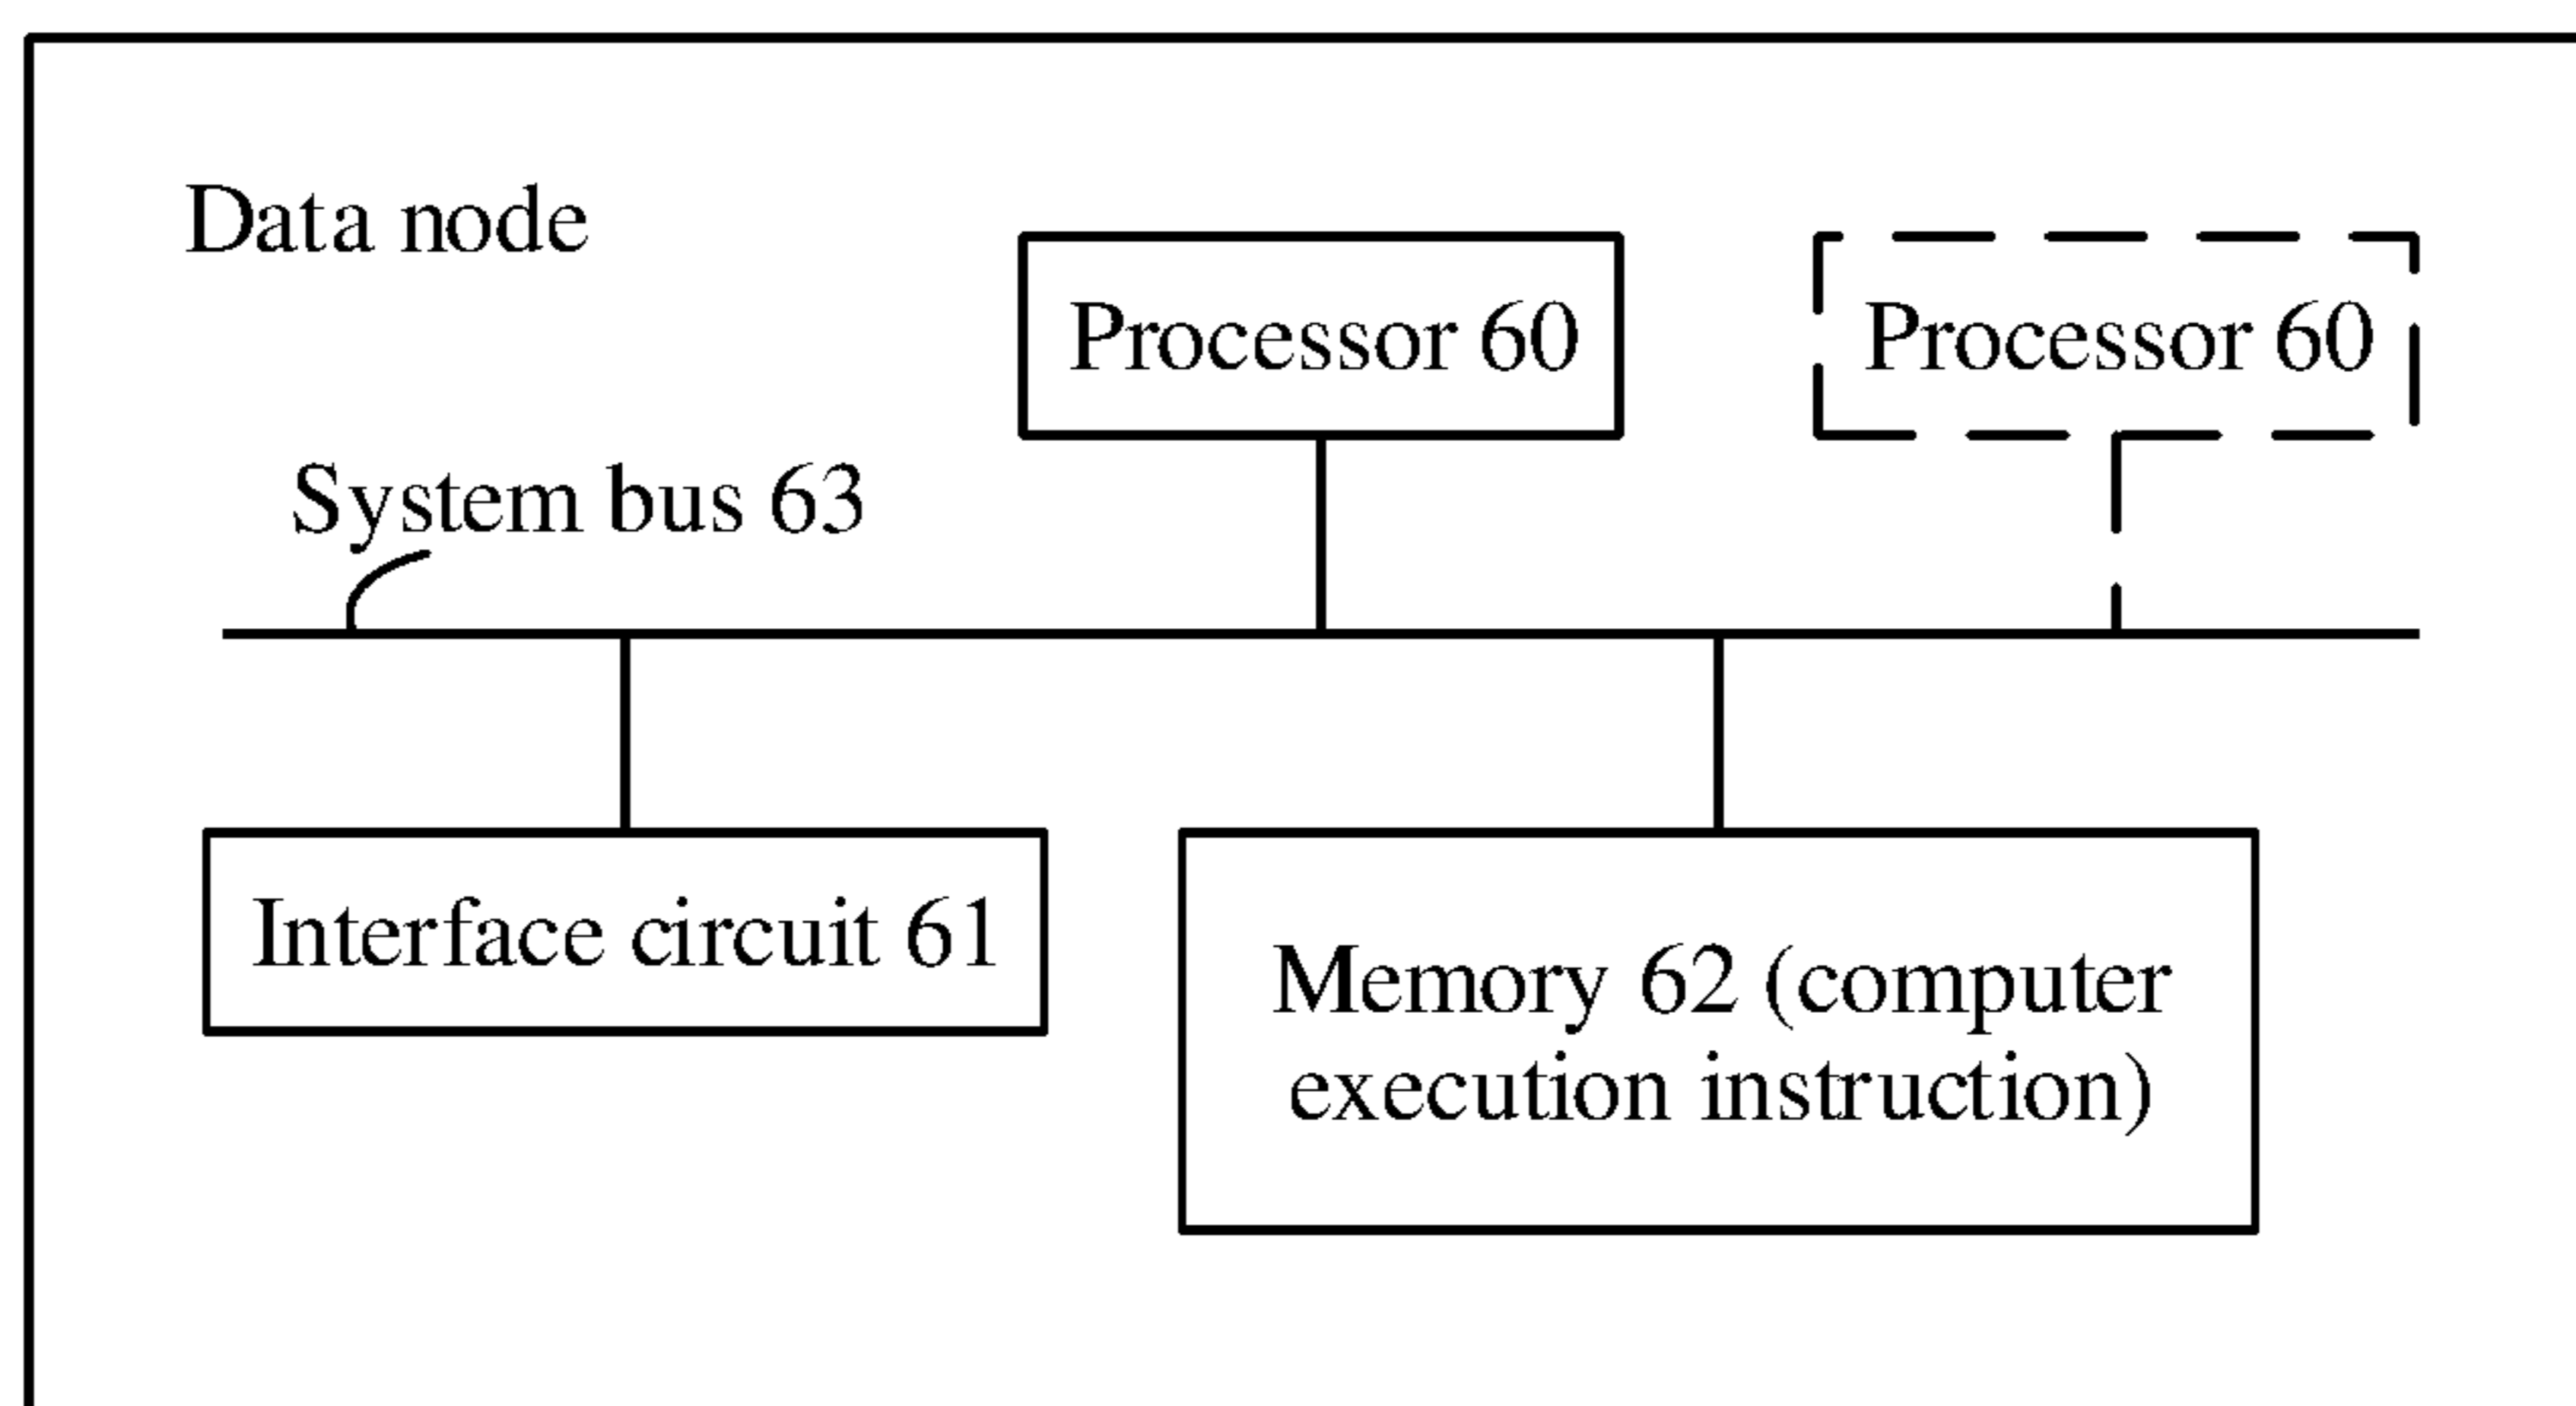 Data node
Processor 60
Processor 60
System bus 63
Interface circuit 61
Memory 62 (computer
execution instruction)